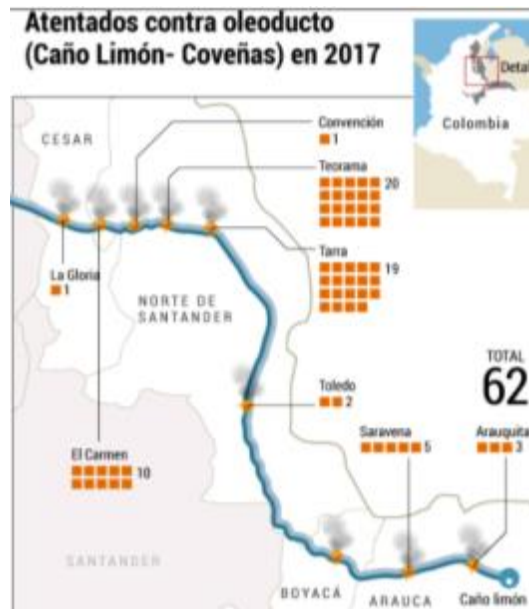 Atentados contra oleoducto
(Caño Limón- Coveñas) en 2017
Detal
Colombia
CESAR
Convención
1
Teorama
20
Tarra
19
La Gloria
1
NORTE DE
SANTANDER
TOTAL
62
Toledo
2
Saravena
5
Arauquita
3
El Carmen
10
SANTANDER
BOYACÁ
ARAUCA
Caño limón